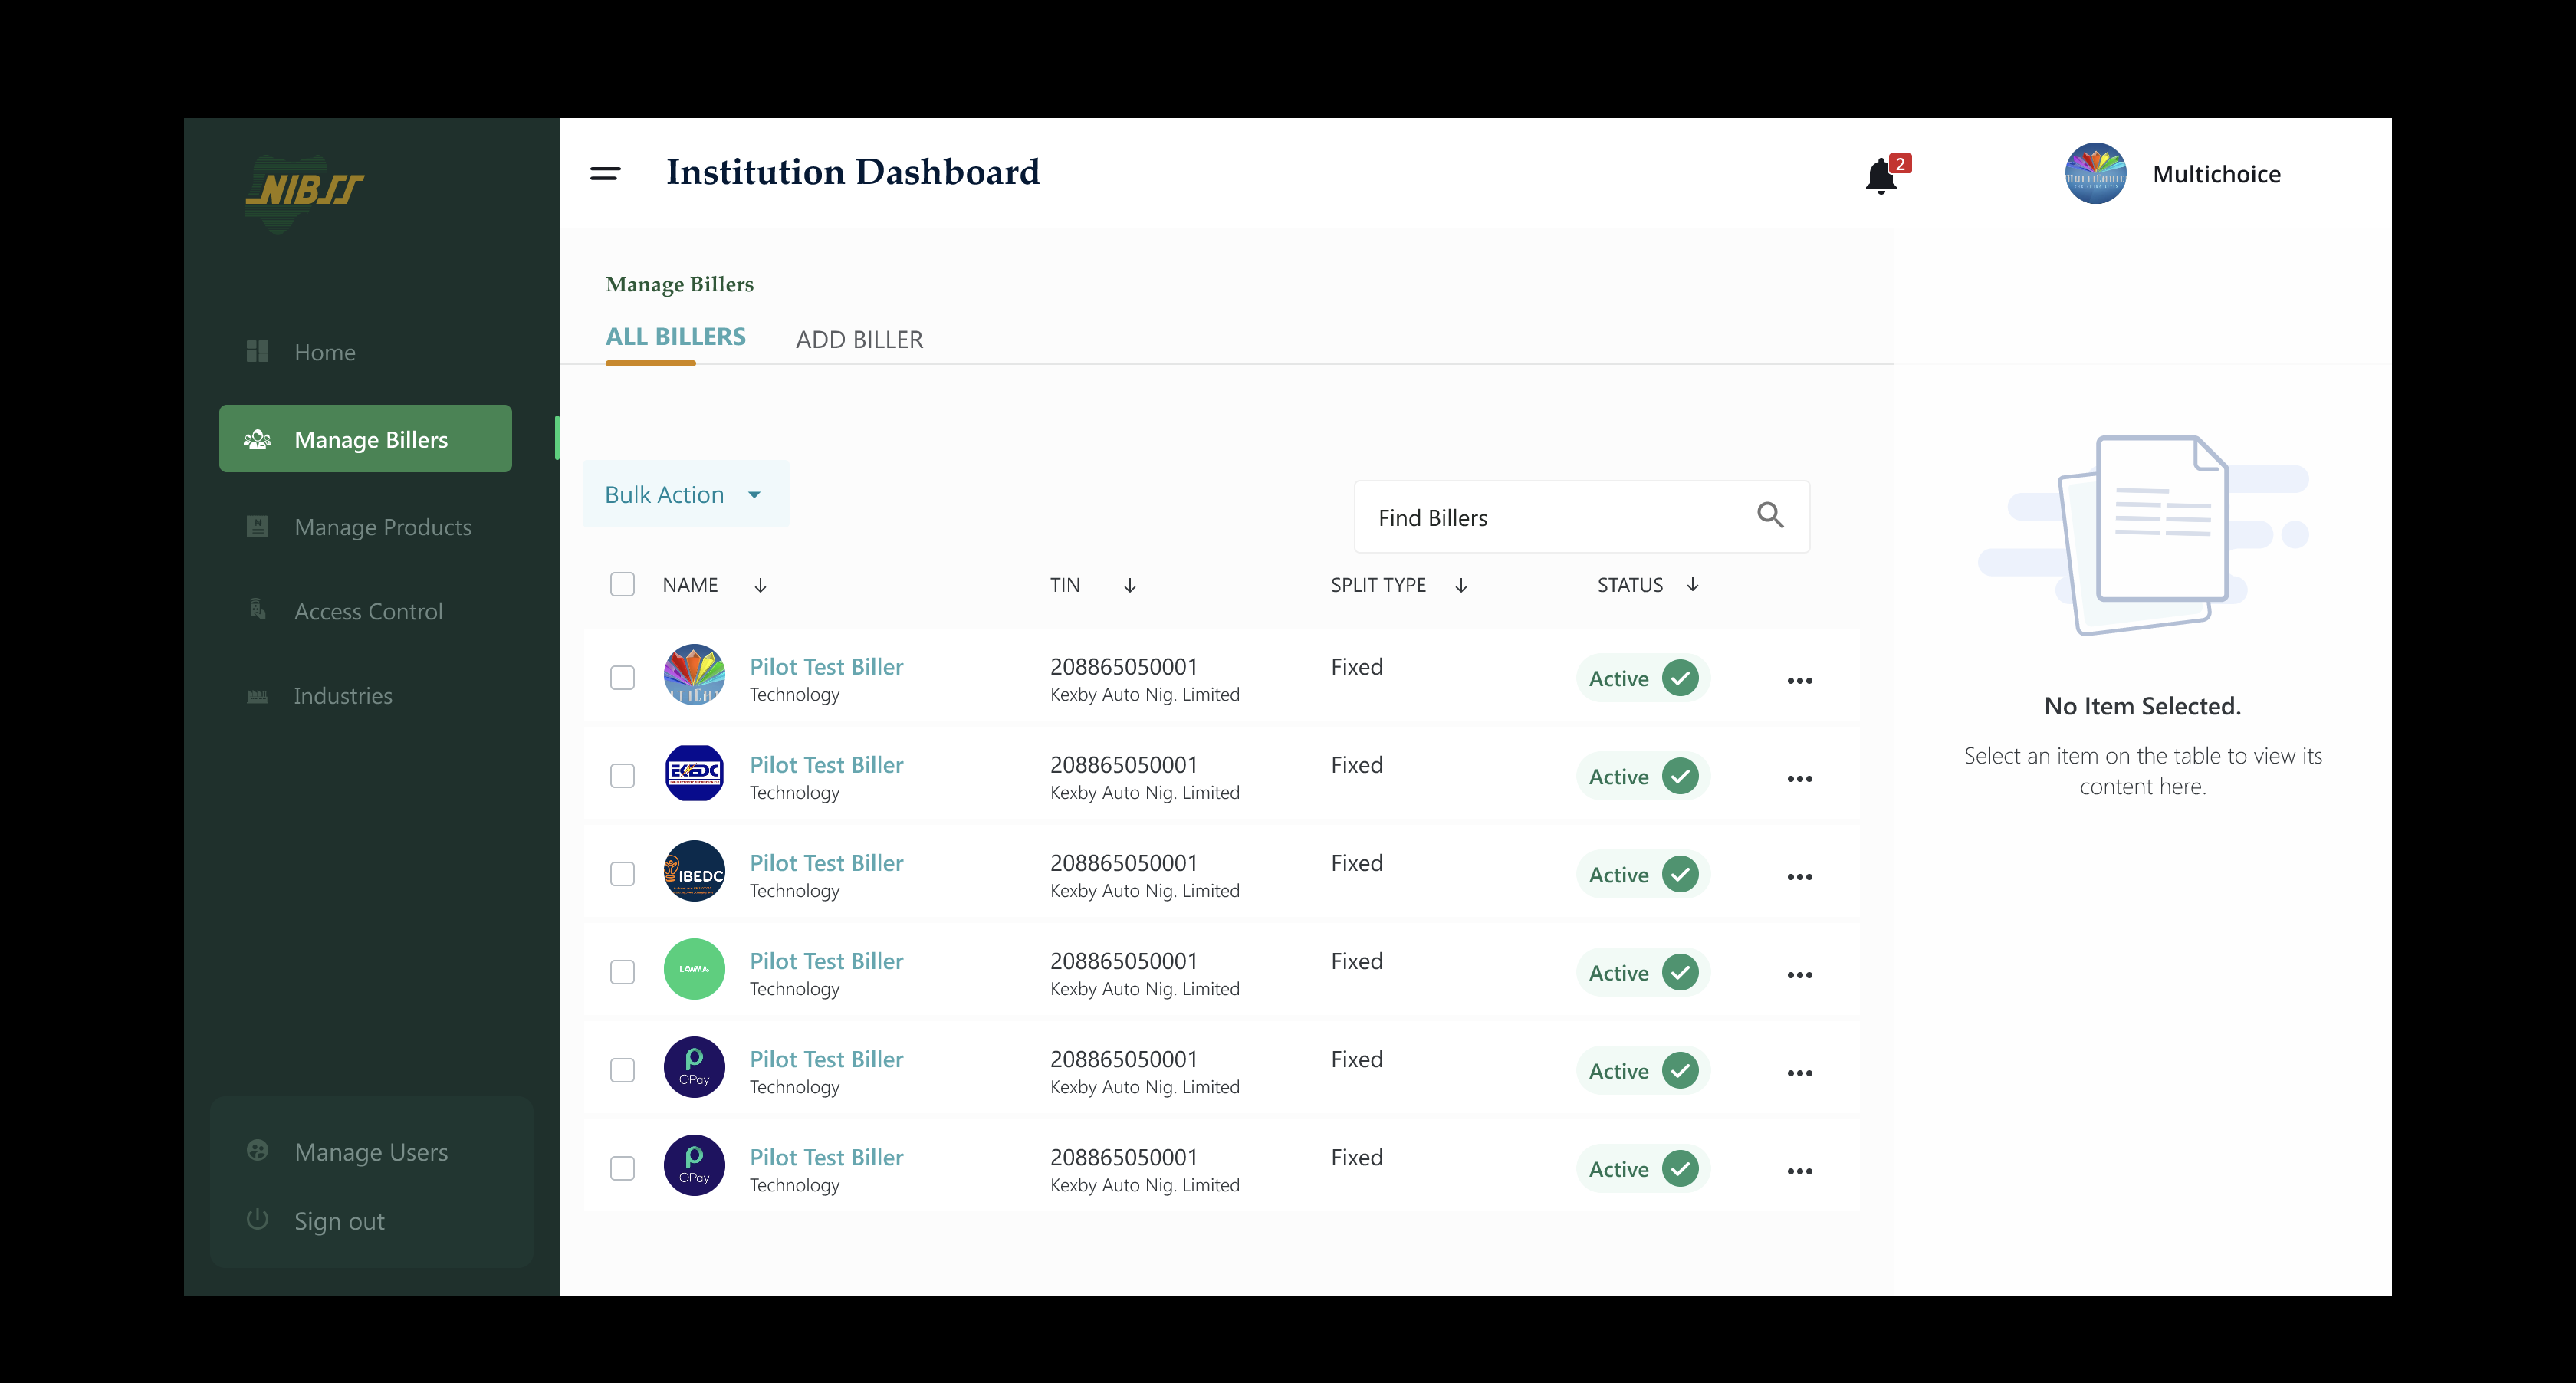 NIBSS
Institution Dashboard
2
Multichoice
Home
Manage Billers
Manage Products
Access Control
Industries
Manage Users
Sign out
Manage Billers
ALL BILLERS
ADD BILLER
Bulk Action
Find Billers
NAME
TIN
SPLIT TYPE
STATUS
Pilot Test Biller
Technology
208865050001
Kexby Auto Nig. Limited
Fixed
Active
EKEDC
Pilot Test Biller
Technology
208865050001
Kexby Auto Nig. Limited
Fixed
Active
IBEDC
Pilot Test Biller
Technology
208865050001
Kexby Auto Nig. Limited
Fixed
Active
LAWMA
Pilot Test Biller
Technology
208865050001
Kexby Auto Nig. Limited
Fixed
Active
OPay
Pilot Test Biller
Technology
208865050001
Kexby Auto Nig. Limited
Fixed
Active
OPay
Pilot Test Biller
Technology
208865050001
Kexby Auto Nig. Limited
Fixed
Active
No Item Selected.
Select an item on the table to view its
content here.